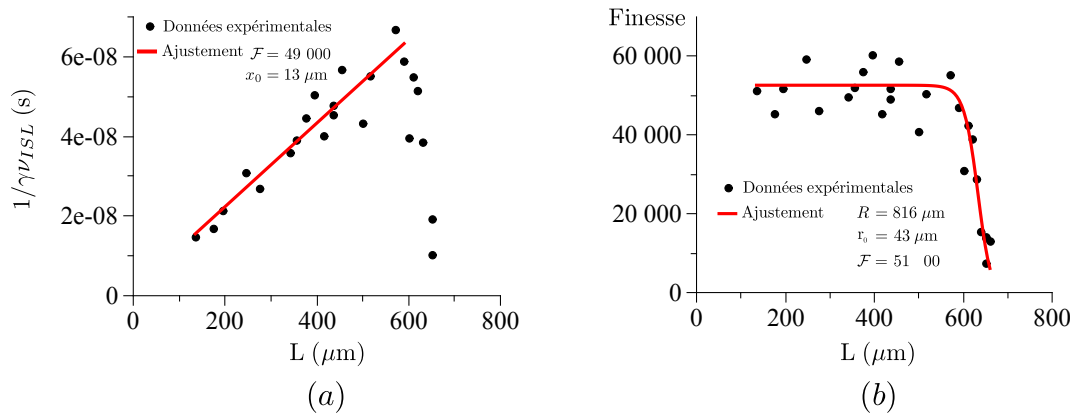 1/γν_ISL (s)
6e-08
4e-08
2e-08
0
0 200 400 600 800
L (μm)
Données expérimentales
Ajustement ℱ = 49 000
x₀ = 13 μm
(a)
Finesse
60 000
40 000
20 000
0
0 200 400 600 800
L (μm)
Données expérimentales
Ajustement R = 816 μm
r₀ = 43 μm
ℱ = 51 00
(b)